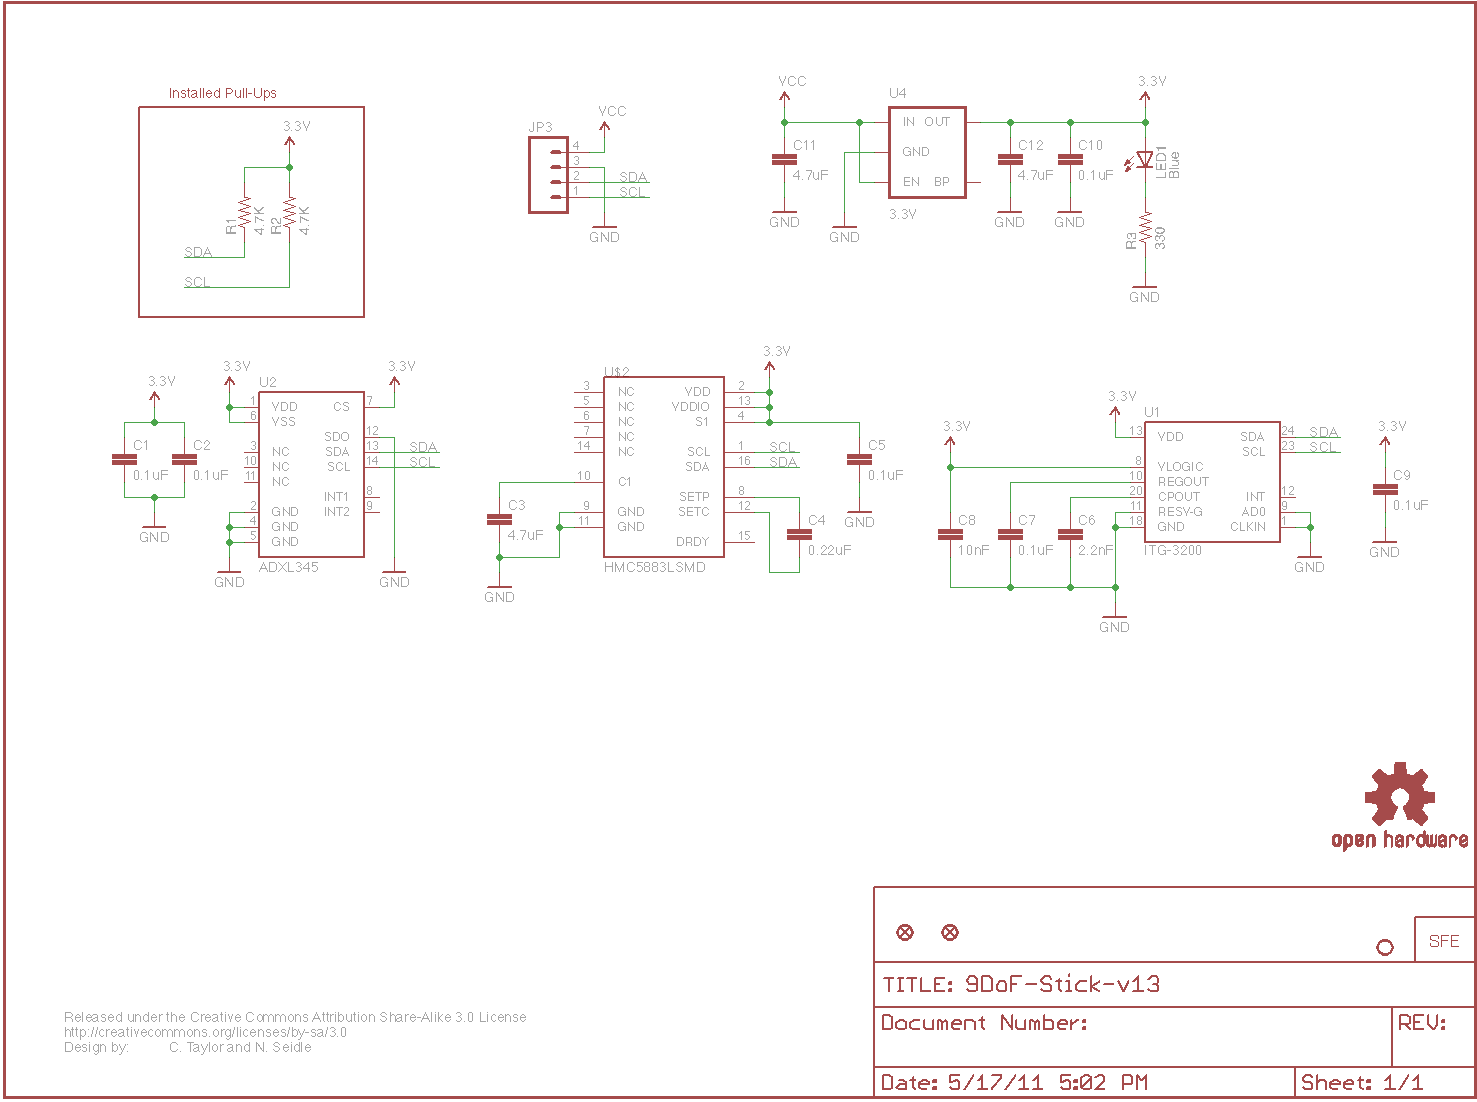 Installed Pull-Ups
3.3V
R1
4.7K
R2
4.7K
SDA
SCL
JP3
VCC
4
3
2
1
SDA
SCL
GND
VCC
C11
4.7uF
GND
U4
IN OUT
GND
EN BP
3.3V
GND
C12
4.7uF
GND
C10
0.1uF
GND
3.3V
LED1
Blue
R3
330
GND
3.3V
C1
0.1uF
C2
0.1uF
GND
3.3V
U2
3.3V
1 VDD CS 7
6 VSS
SDO 12
3 NC SDA 13 SDA
10 NC SCL 14 SCL
11 NC
INT1 8
2 GND INT2 9
4 GND
5 GND
GND
ADXL345
GND
U$2
3.3V
3 NC VDD 2
5 NC VDDIO 13
6 NC S1 4
7 NC
14 NC SCL 1 SCL
SDA 16 SDA
10 C1
SETP 8
9 GND SETC 12
11 GND
DRDY 15
HMC5883LSMD
C3
4.7uF
GND
C5
0.1uF
GND
C4
0.22uF
3.3V
3.3V
U1
13 VDD SDA 24 SDA
SCL 23 SCL
8 VLOGIC
10 REGOUT
20 CPOUT INT 12
11 RESV-G AD0 9
18 GND CLKIN 1
ITG-3200
C8
10nF
C7
0.1uF
C6
2.2nF
GND
GND
3.3V
C9
0.1uF
GND
open hardware
SFE
TITLE: 9DoF-Stick-v13
Document Number:
REV:
Date: 5/17/11 5:02 PM
Sheet: 1/1
Released under the Creative Commons Attribution Share-Alike 3.0 License
http://creativecommons.org/licenses/by-sa/3.0
Design by: C. Taylor and N. Seidle